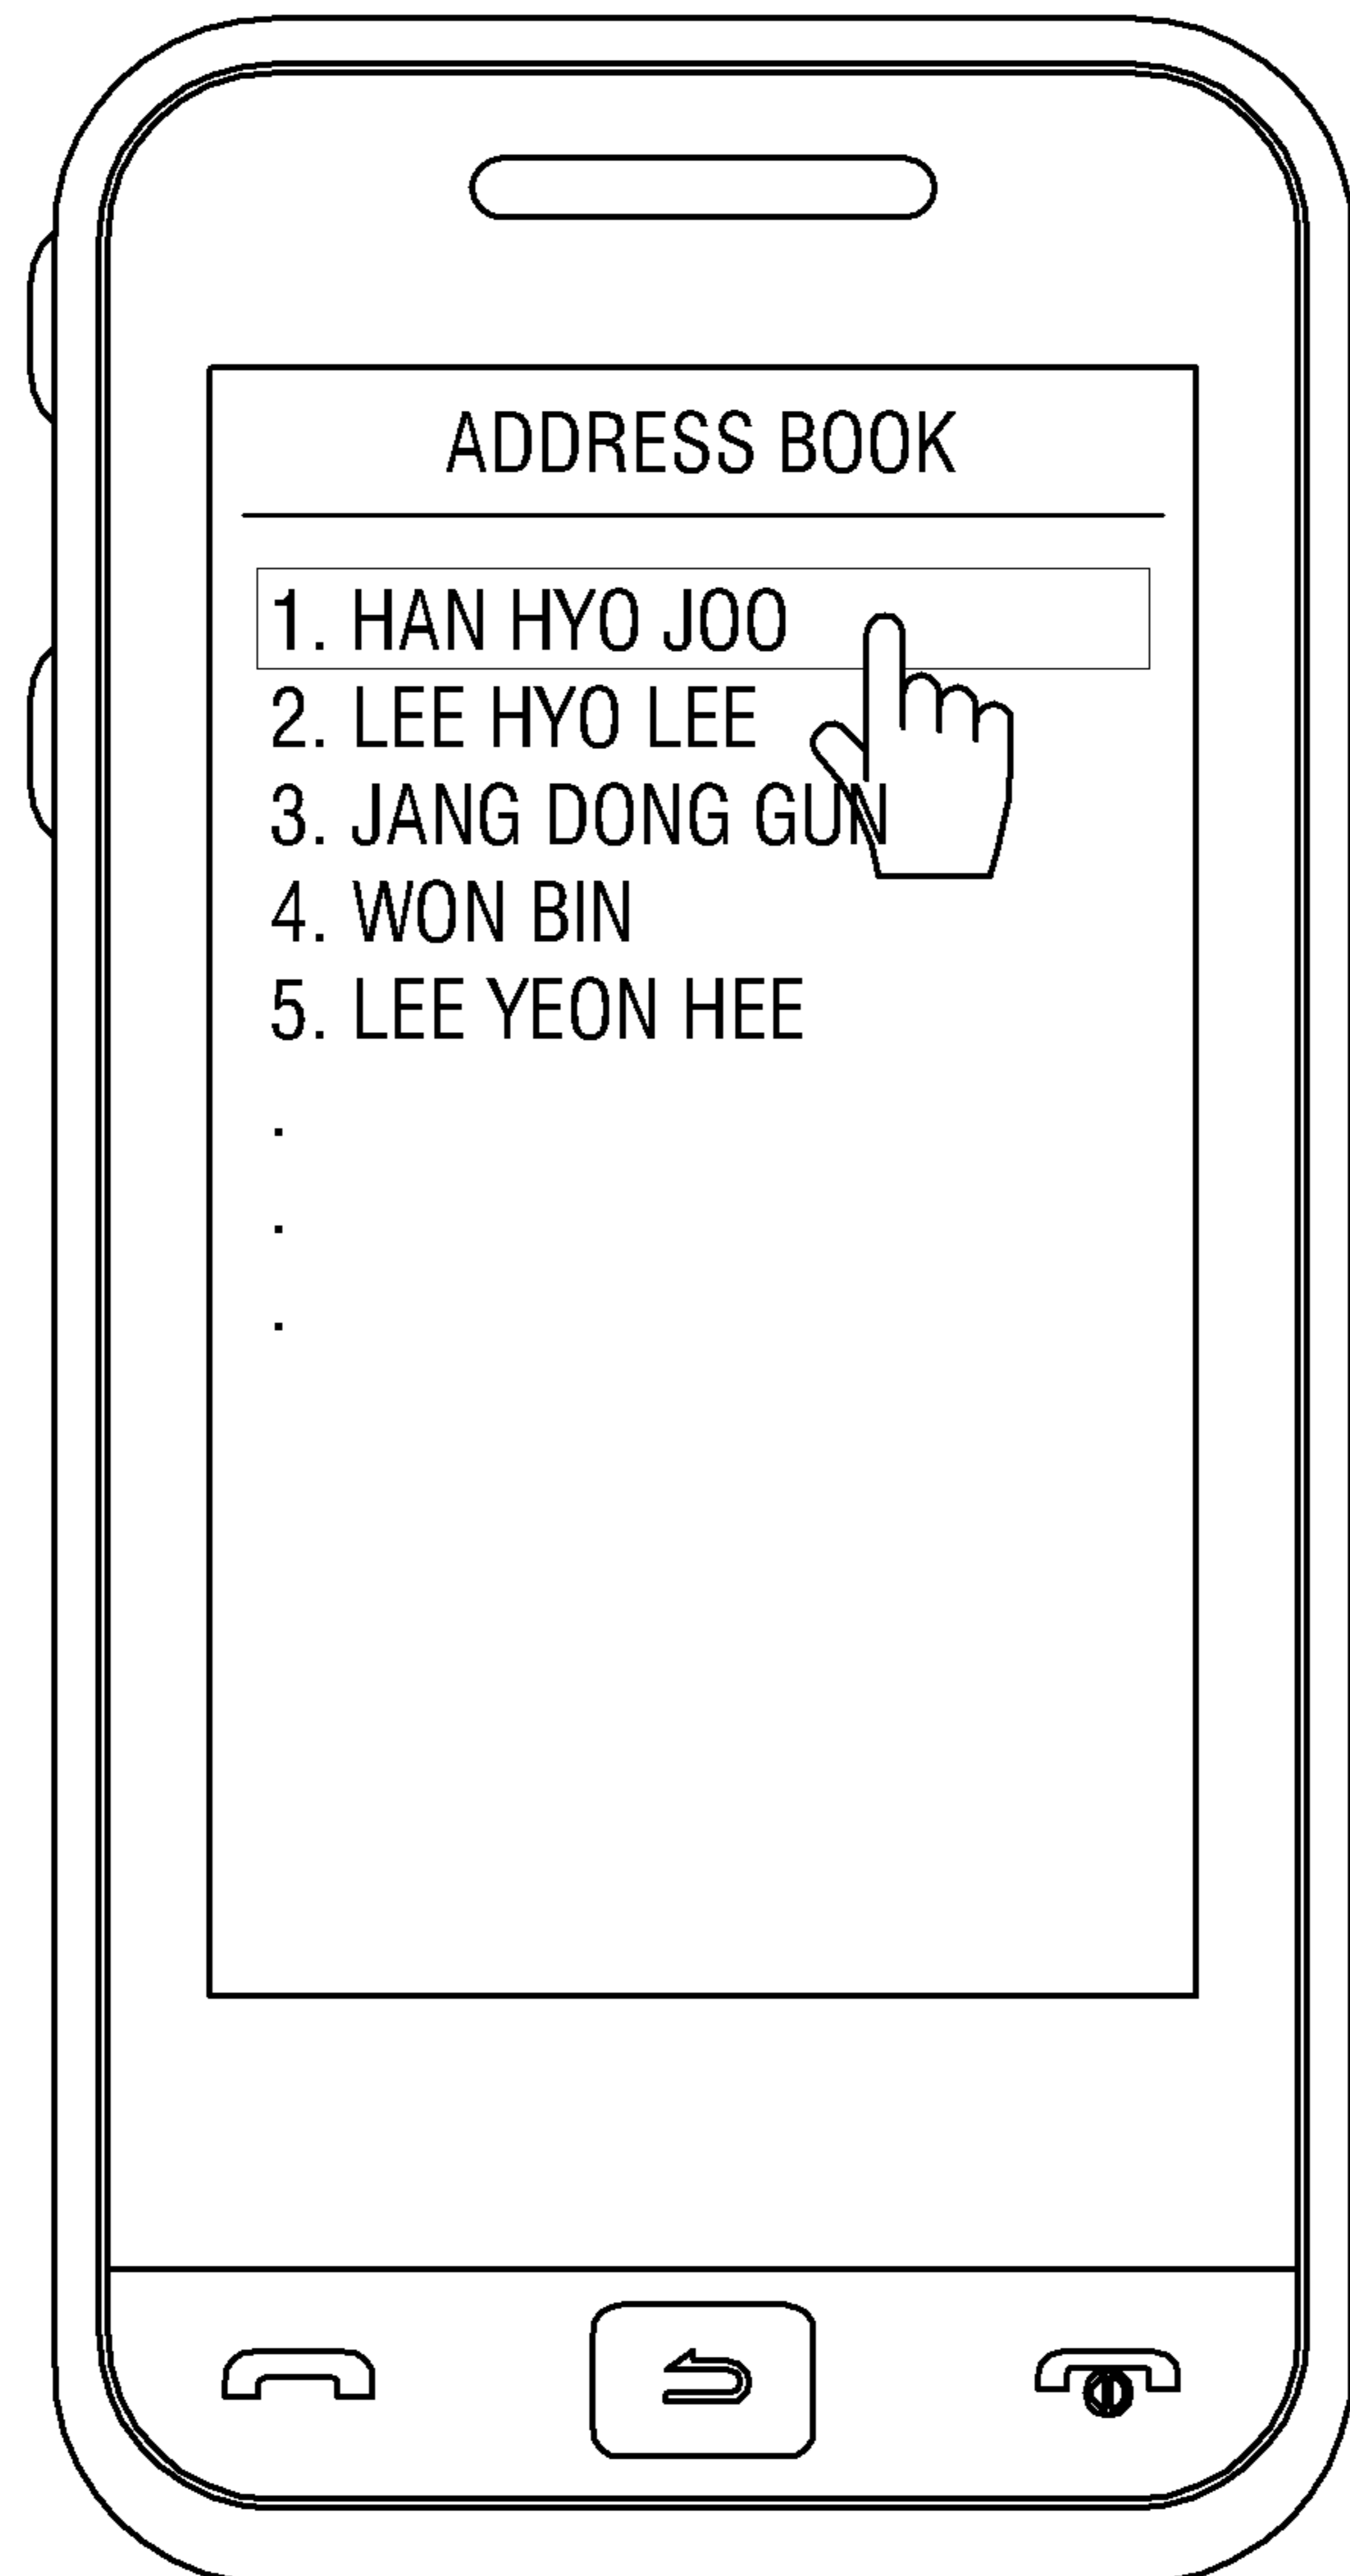 ADDRESS BOOK
1. HAN HYO JOO
2. LEE HYO LEE
3. JANG DONG GUN
4. WON BIN
5. LEE YEON HEE
.
.
.